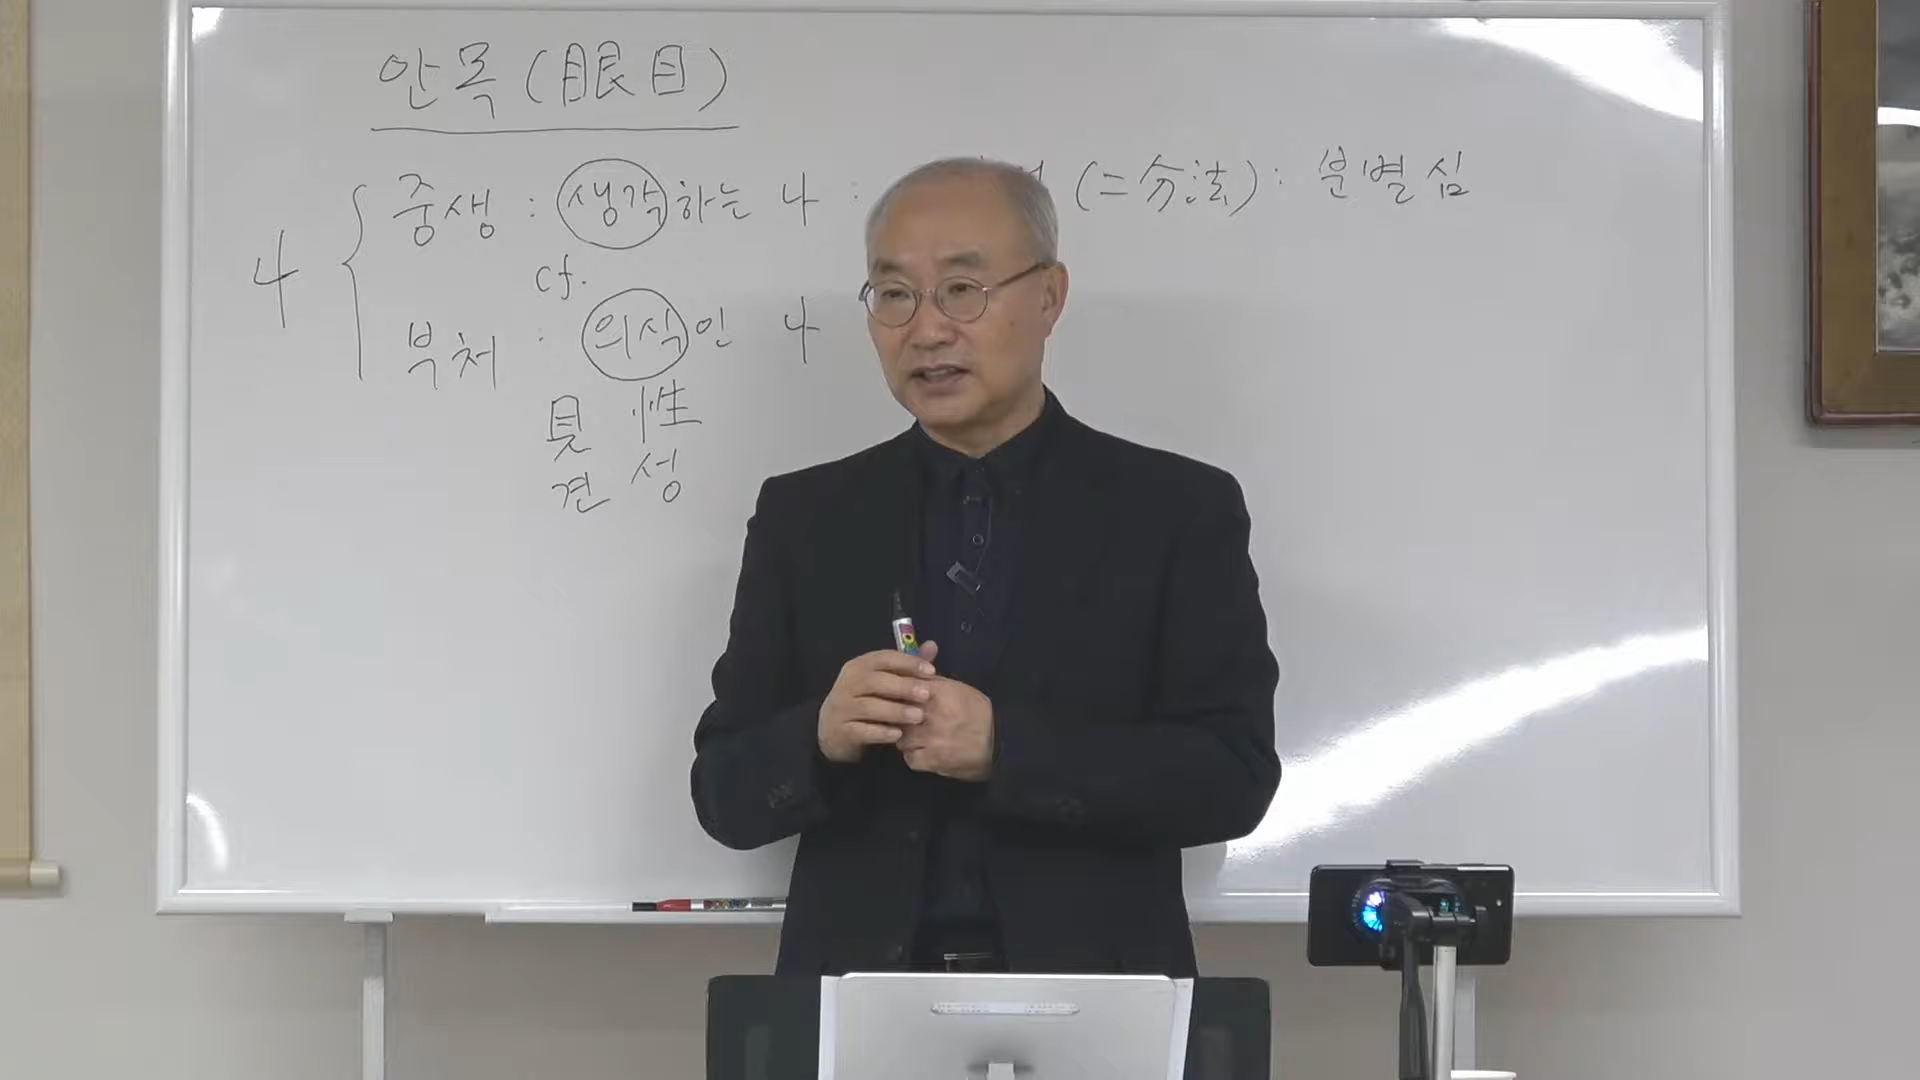 안목 (眼目)
나 { 중생 : 생각하는 나 : (二分法) : 분별심
cf.
부처 : 의식인 나
見 性
견 성